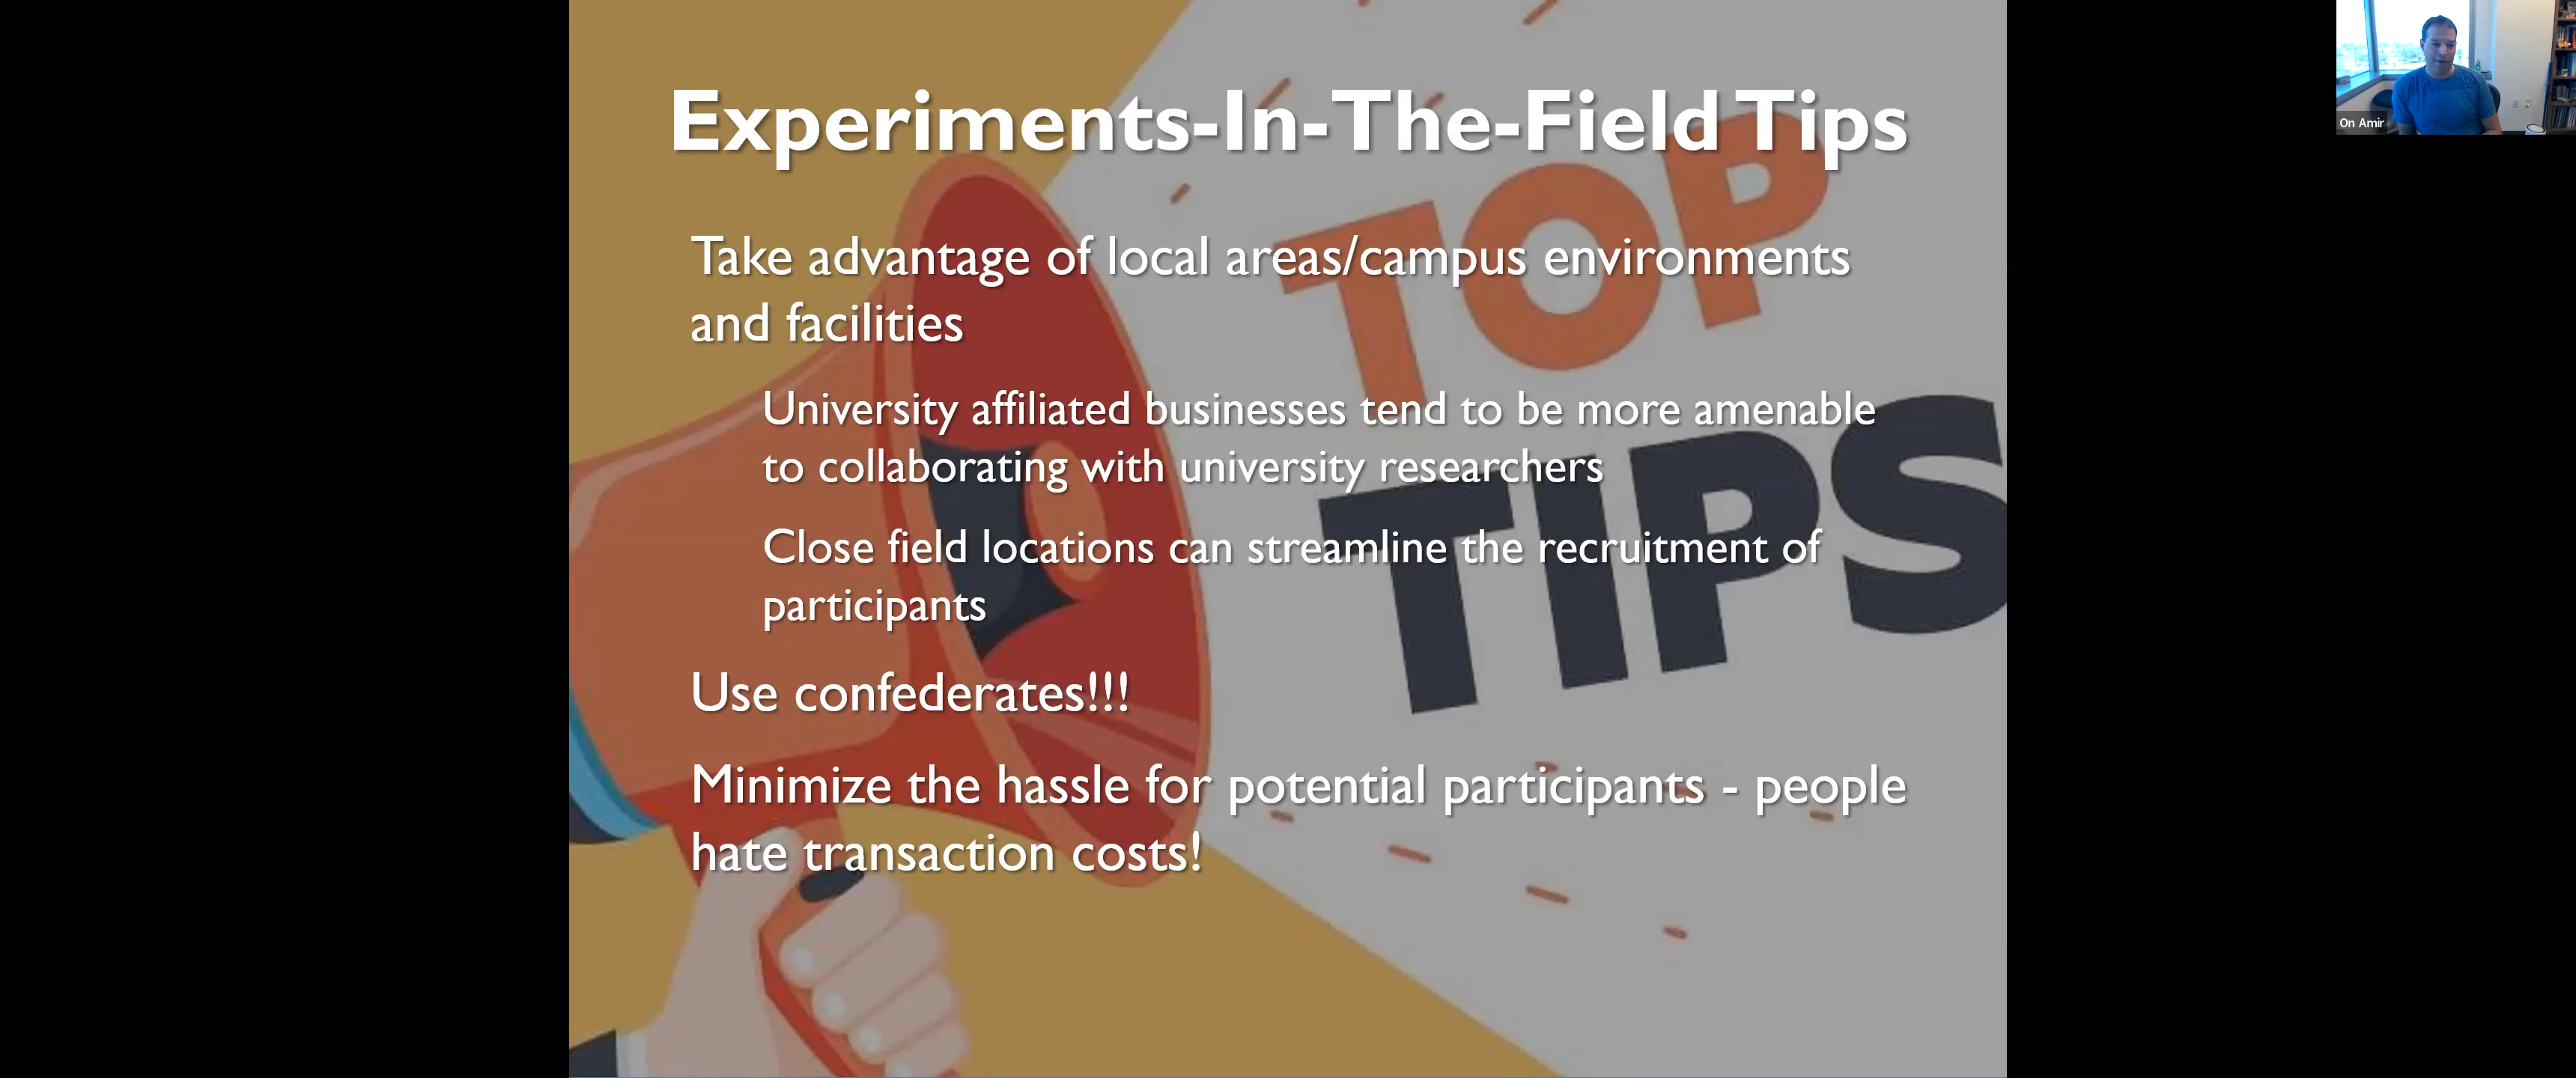 Experiments-In-The-Field Tips
Take advantage of local areas/campus environments
and facilities
University affiliated businesses tend to be more amenable
to collaborating with university researchers
Close field locations can streamline the recruitment of
participants
Use confederates!!!
Minimize the hassle for potential participants - people
hate transaction costs!
TOP
TIPS
On Amir